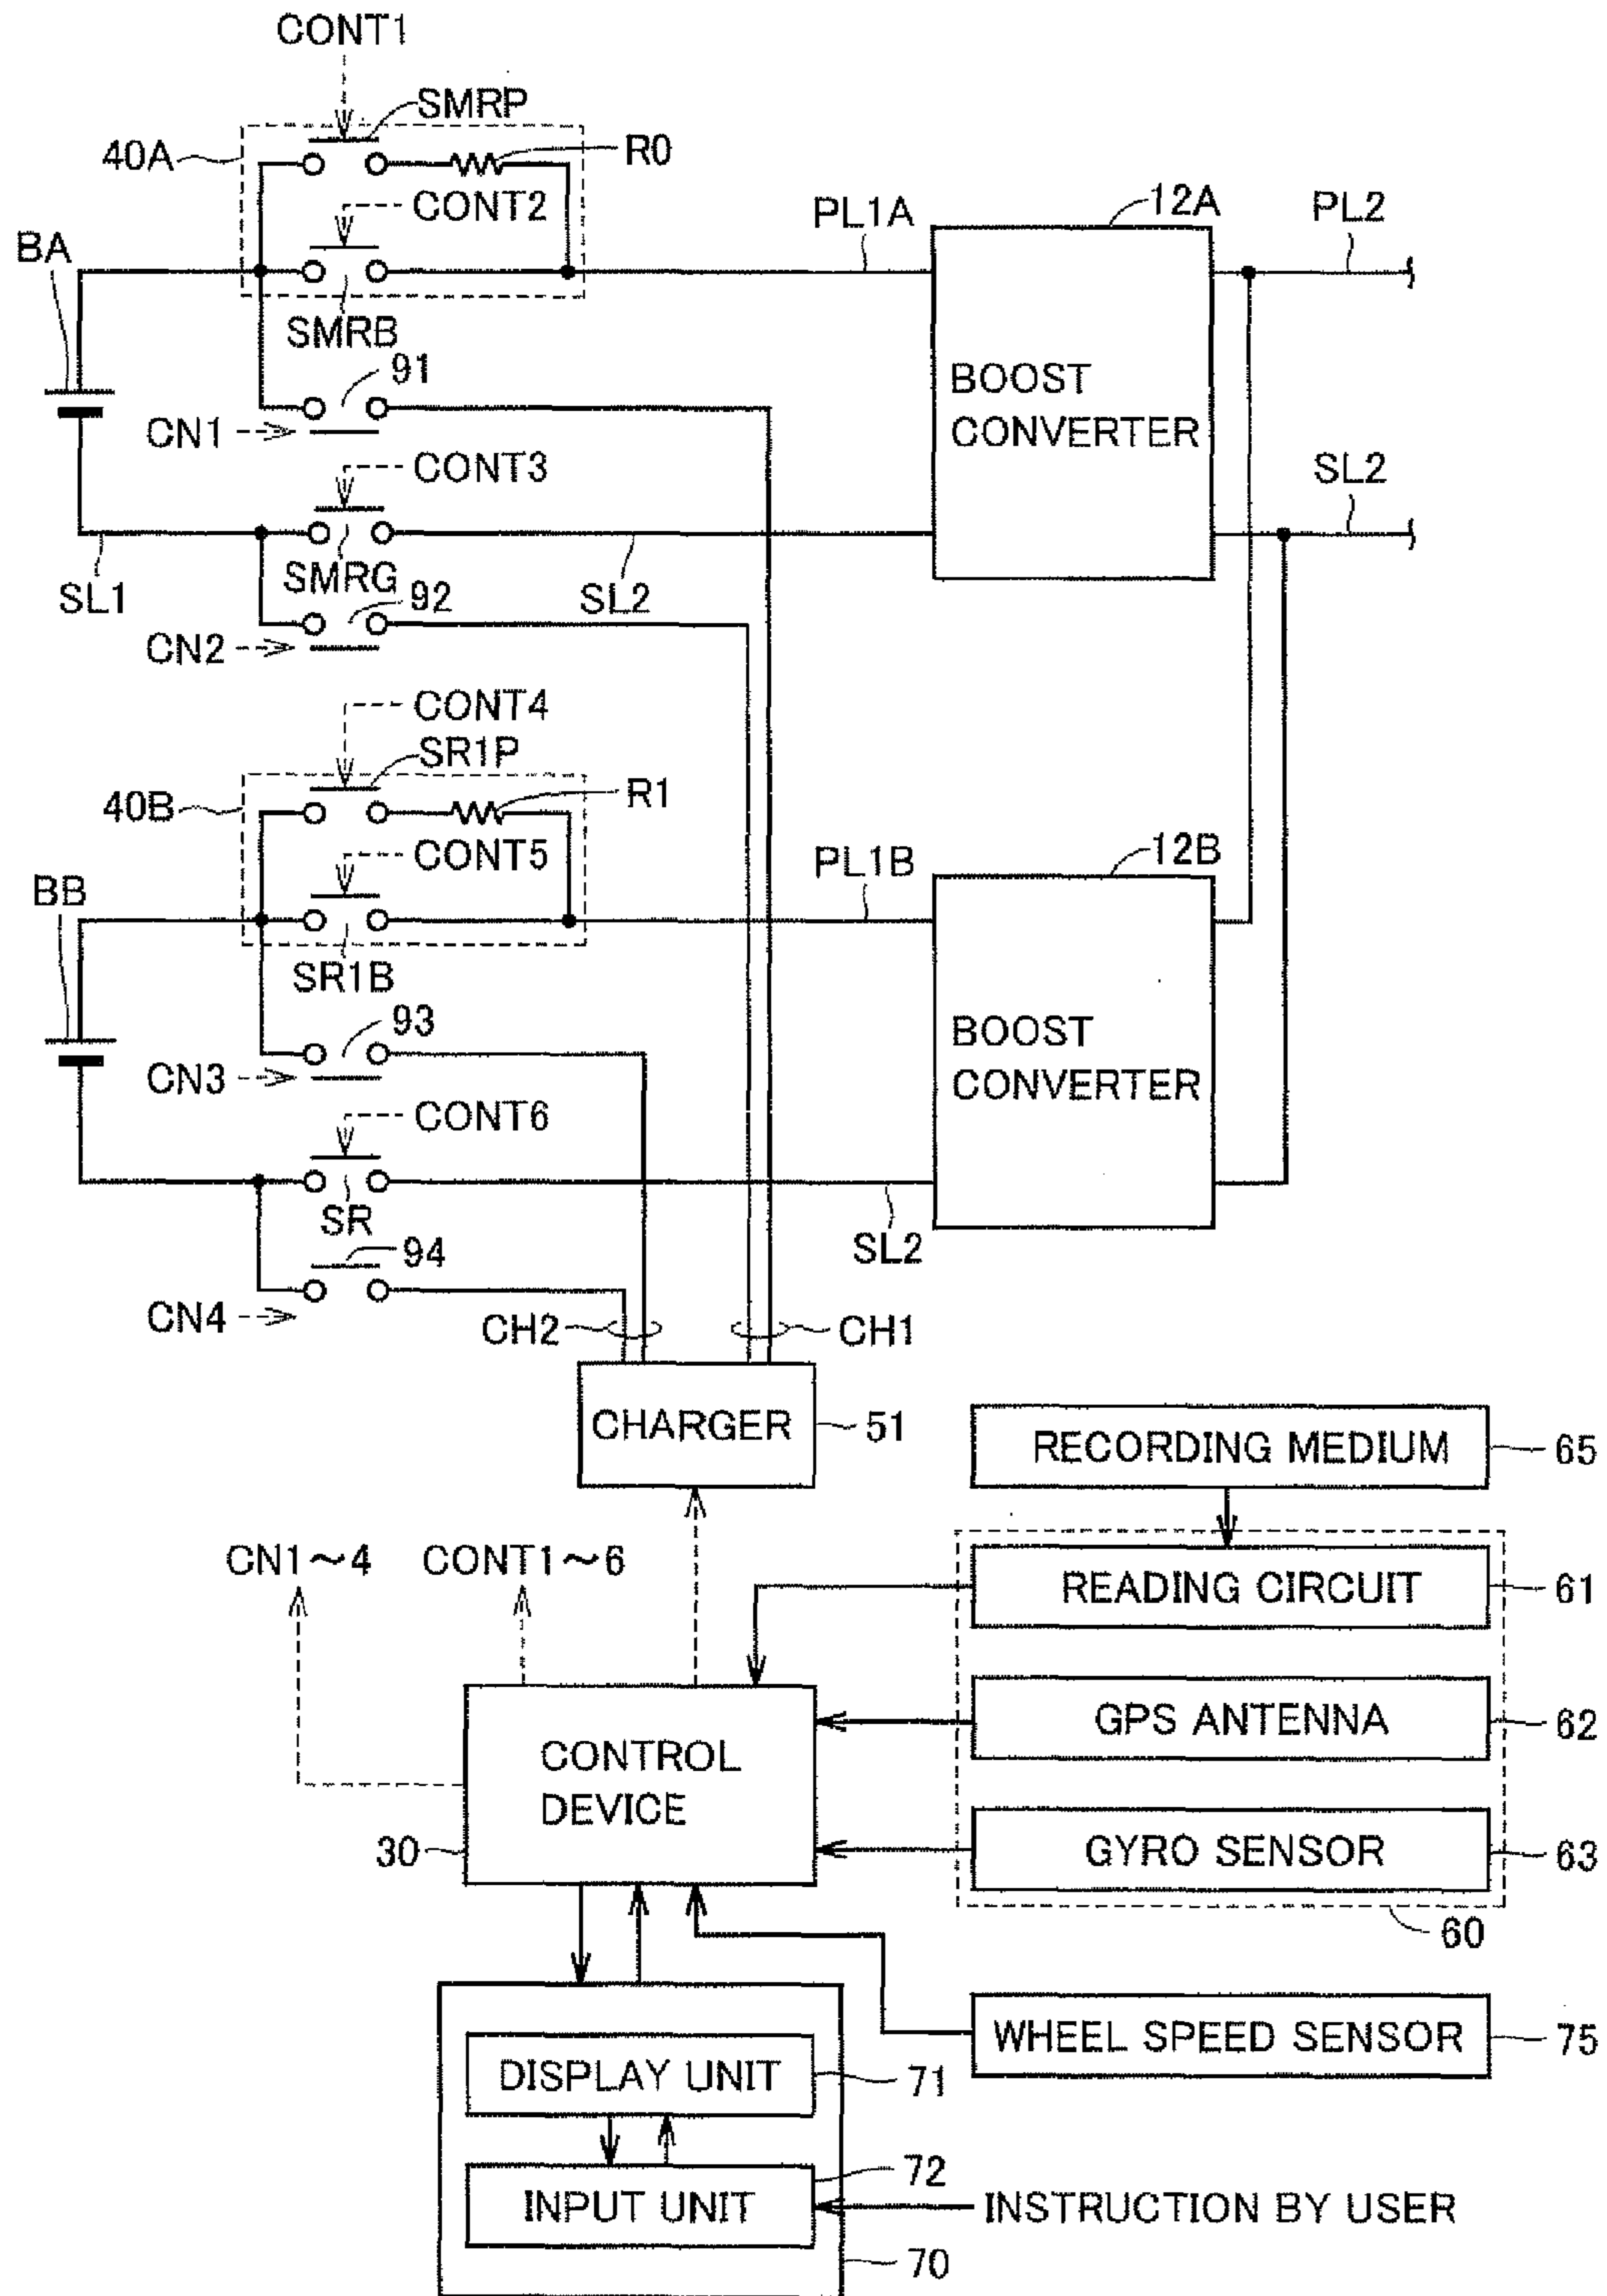 CONT1
SMRP
40A
R0
CONT2
12A
PL1A
PL2
BA
SMRB
91
BOOST
CONVERTER
CN1
CONT3
SL2
SMRG
SL1
92
SL2
CN2
CONT4
SR1P
40B
R1
CONT5
PL1B
12B
BB
SR1B
93
BOOST
CONVERTER
CN3
CONT6
SR
94
SL2
CN4
CH2
CH1
CHARGER
51
RECORDING MEDIUM
65
CN1~4
CONT1~6
READING CIRCUIT
61
GPS ANTENNA
62
CONTROL
DEVICE
30
GYRO SENSOR
63
60
WHEEL SPEED SENSOR
75
DISPLAY UNIT
71
72
INPUT UNIT
INSTRUCTION BY USER
70